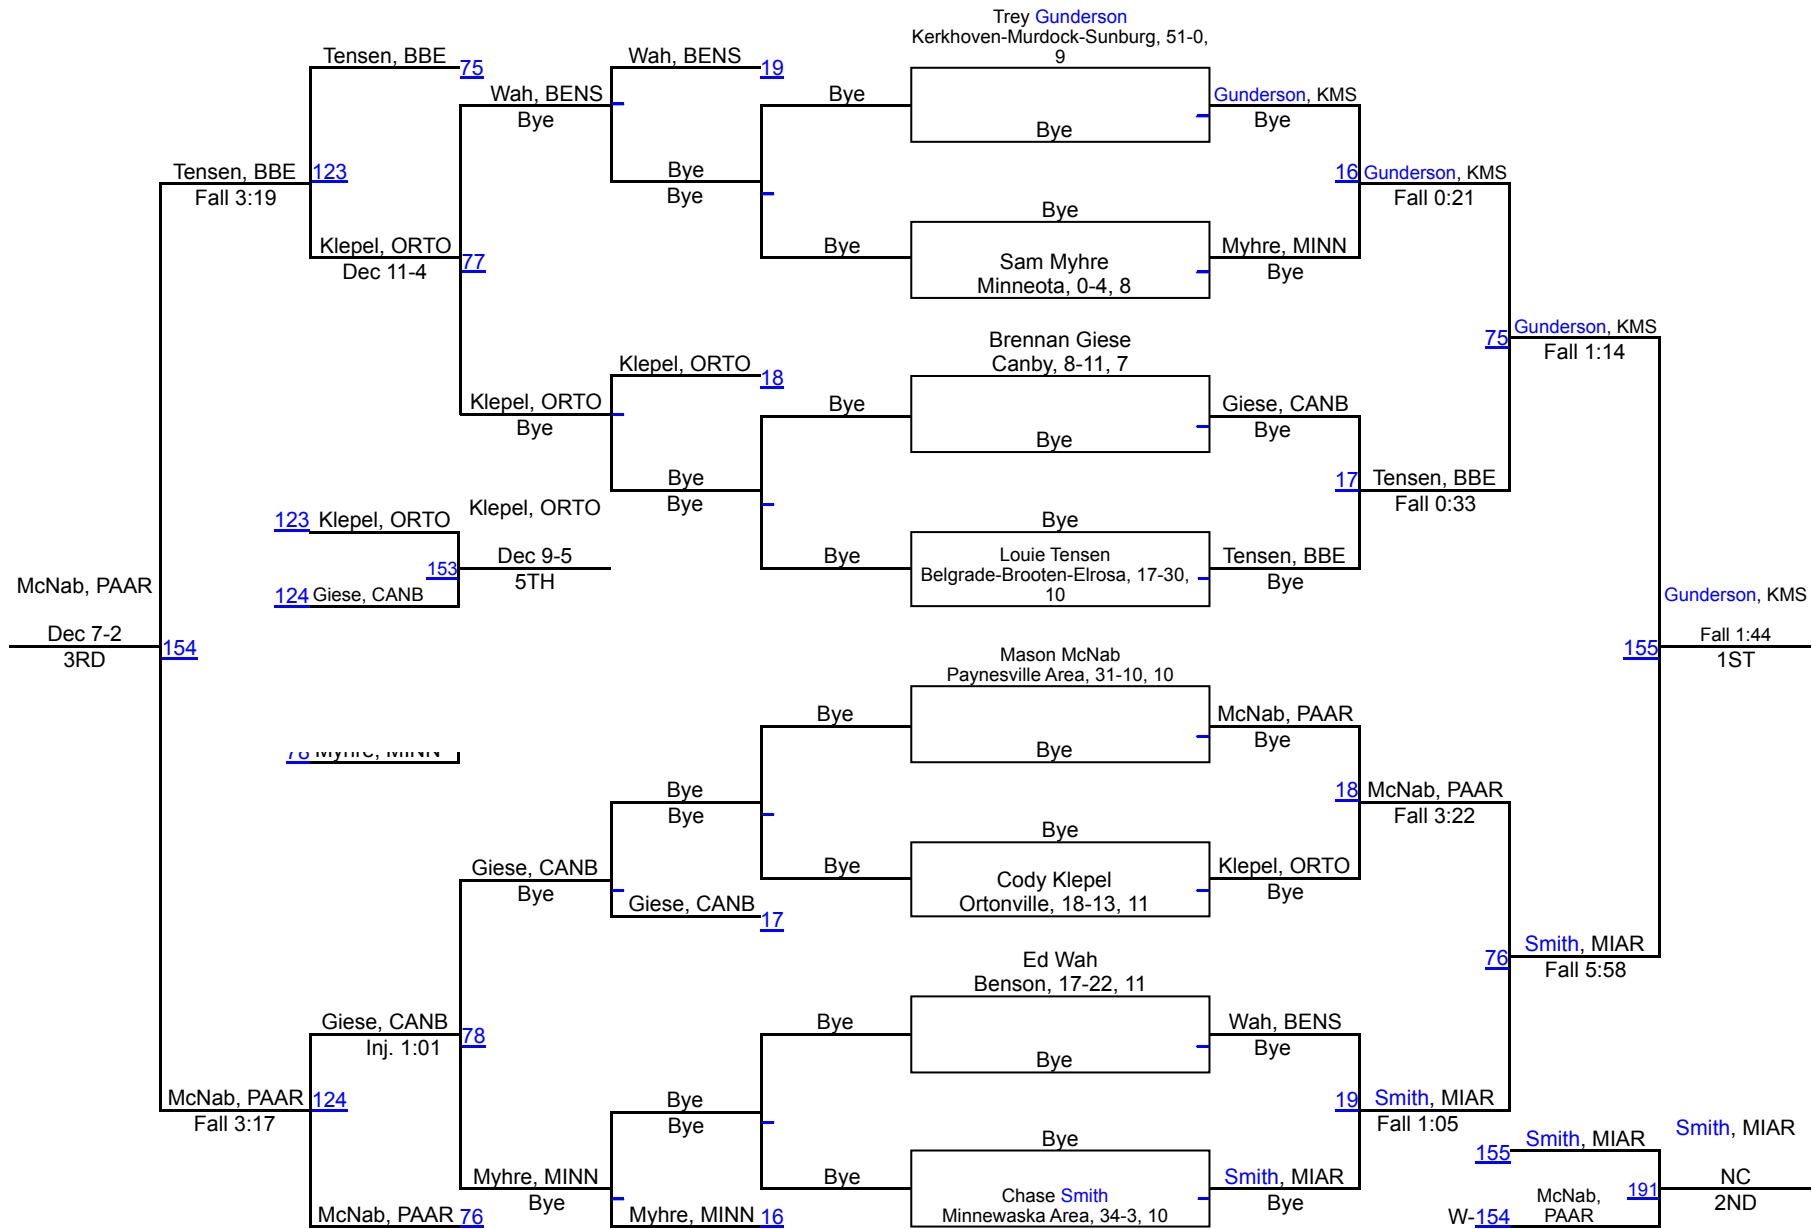 Trey Gunderson
Kerkhoven-Murdock-Sunburg, 51-0,
9
Tensen, BBE 75
Wah, BENS 19
Wah, BENS
Bye
Bye
Bye
Gunderson, KMS
Bye
Tensen, BBE 123
Fall 3:19
Bye
Bye
16 Gunderson, KMS
Fall 0:21
Bye
Klepel, ORTO 77
Dec 11-4
Bye
Sam Myhre
Minneota, 0-4, 8
Myhre, MINN
Bye
Brennan Giese
Canby, 8-11, 7
75 Gunderson, KMS
Fall 1:14
Klepel, ORTO 18
Klepel, ORTO
Bye
Bye
Bye
Giese, CANB
Bye
Bye
Bye
17 Tensen, BBE
Fall 0:33
123 Klepel, ORTO
Klepel, ORTO
Bye
153 Dec 9-5
5TH
Bye
Louie Tensen
Belgrade-Brooten-Elrosa, 17-30,
10
Tensen, BBE
Bye
124 Giese, CANB
McNab, PAAR
Dec 7-2
3RD
154
Gunderson, KMS
155 Fall 1:44
1ST
Mason McNab
Paynesville Area, 31-10, 10
Bye
Bye
McNab, PAAR
Bye
78 Myhre, MINN
Bye
Bye
18 McNab, PAAR
Fall 3:22
Bye
Giese, CANB
Bye
Bye
Cody Klepel
Ortonville, 18-13, 11
Klepel, ORTO
Bye
Giese, CANB 17
Ed Wah
Benson, 17-22, 11
76 Smith, MIAR
Fall 5:58
Giese, CANB 78
Inj. 1:01
Bye
Bye
Wah, BENS
Bye
McNab, PAAR 124
Fall 3:17
Bye
Bye
19 Smith, MIAR
Fall 1:05
Bye
155 Smith, MIAR
Smith, MIAR
Myhre, MINN
Bye
Bye
Chase Smith
Minnewaska Area, 34-3, 10
Smith, MIAR
Bye
191 NC
2ND
McNab, PAAR 76
Myhre, MINN 16
W-154 McNab,
PAAR